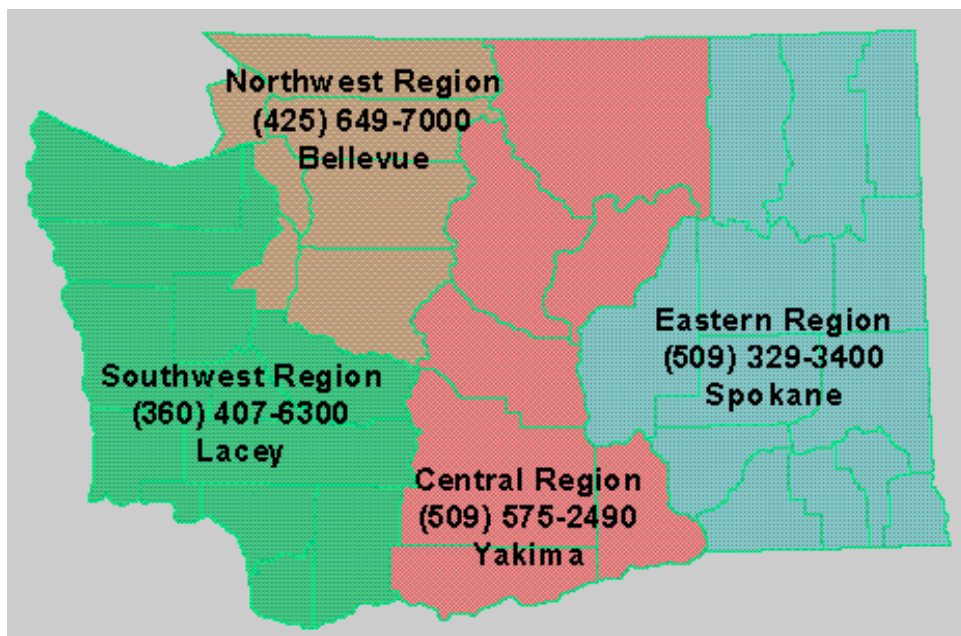 Northwest Region
(425) 649-7000
Bellevue
Eastern Region
(509) 329-3400
Spokane
Southwest Region
(360) 407-6300
Lacey
Central Region
(509) 575-2490
Yakima